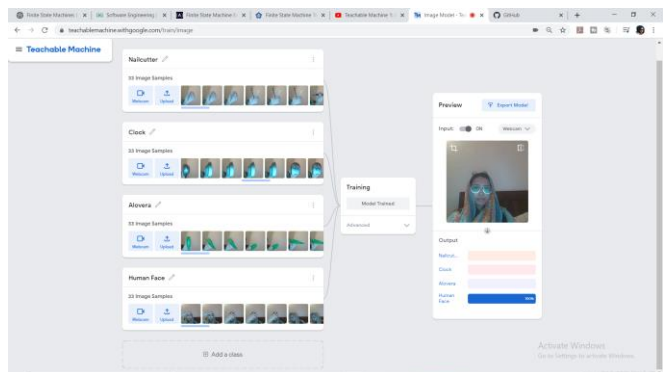 Finite State Machines
Software Engineering
Finite State Machine
Finite State Machine
Teachable Machine
Image Model - Te
GitHub
teachablemachine.withgoogle.com/train/image
Teachable Machine
Nailcutter
33 Image Samples
Webcam
Upload
Clock
33 Image Samples
Webcam
Upload
Alovera
33 Image Samples
Webcam
Upload
Human Face
33 Image Samples
Webcam
Upload
Add a class
Training
Model Trained
Advanced
Preview
Export Model
Input
ON
Webcam
Output
Nailcut...
Clock
Alovera
Human
Face
Activate Windows
Go to Settings to activate Windows.